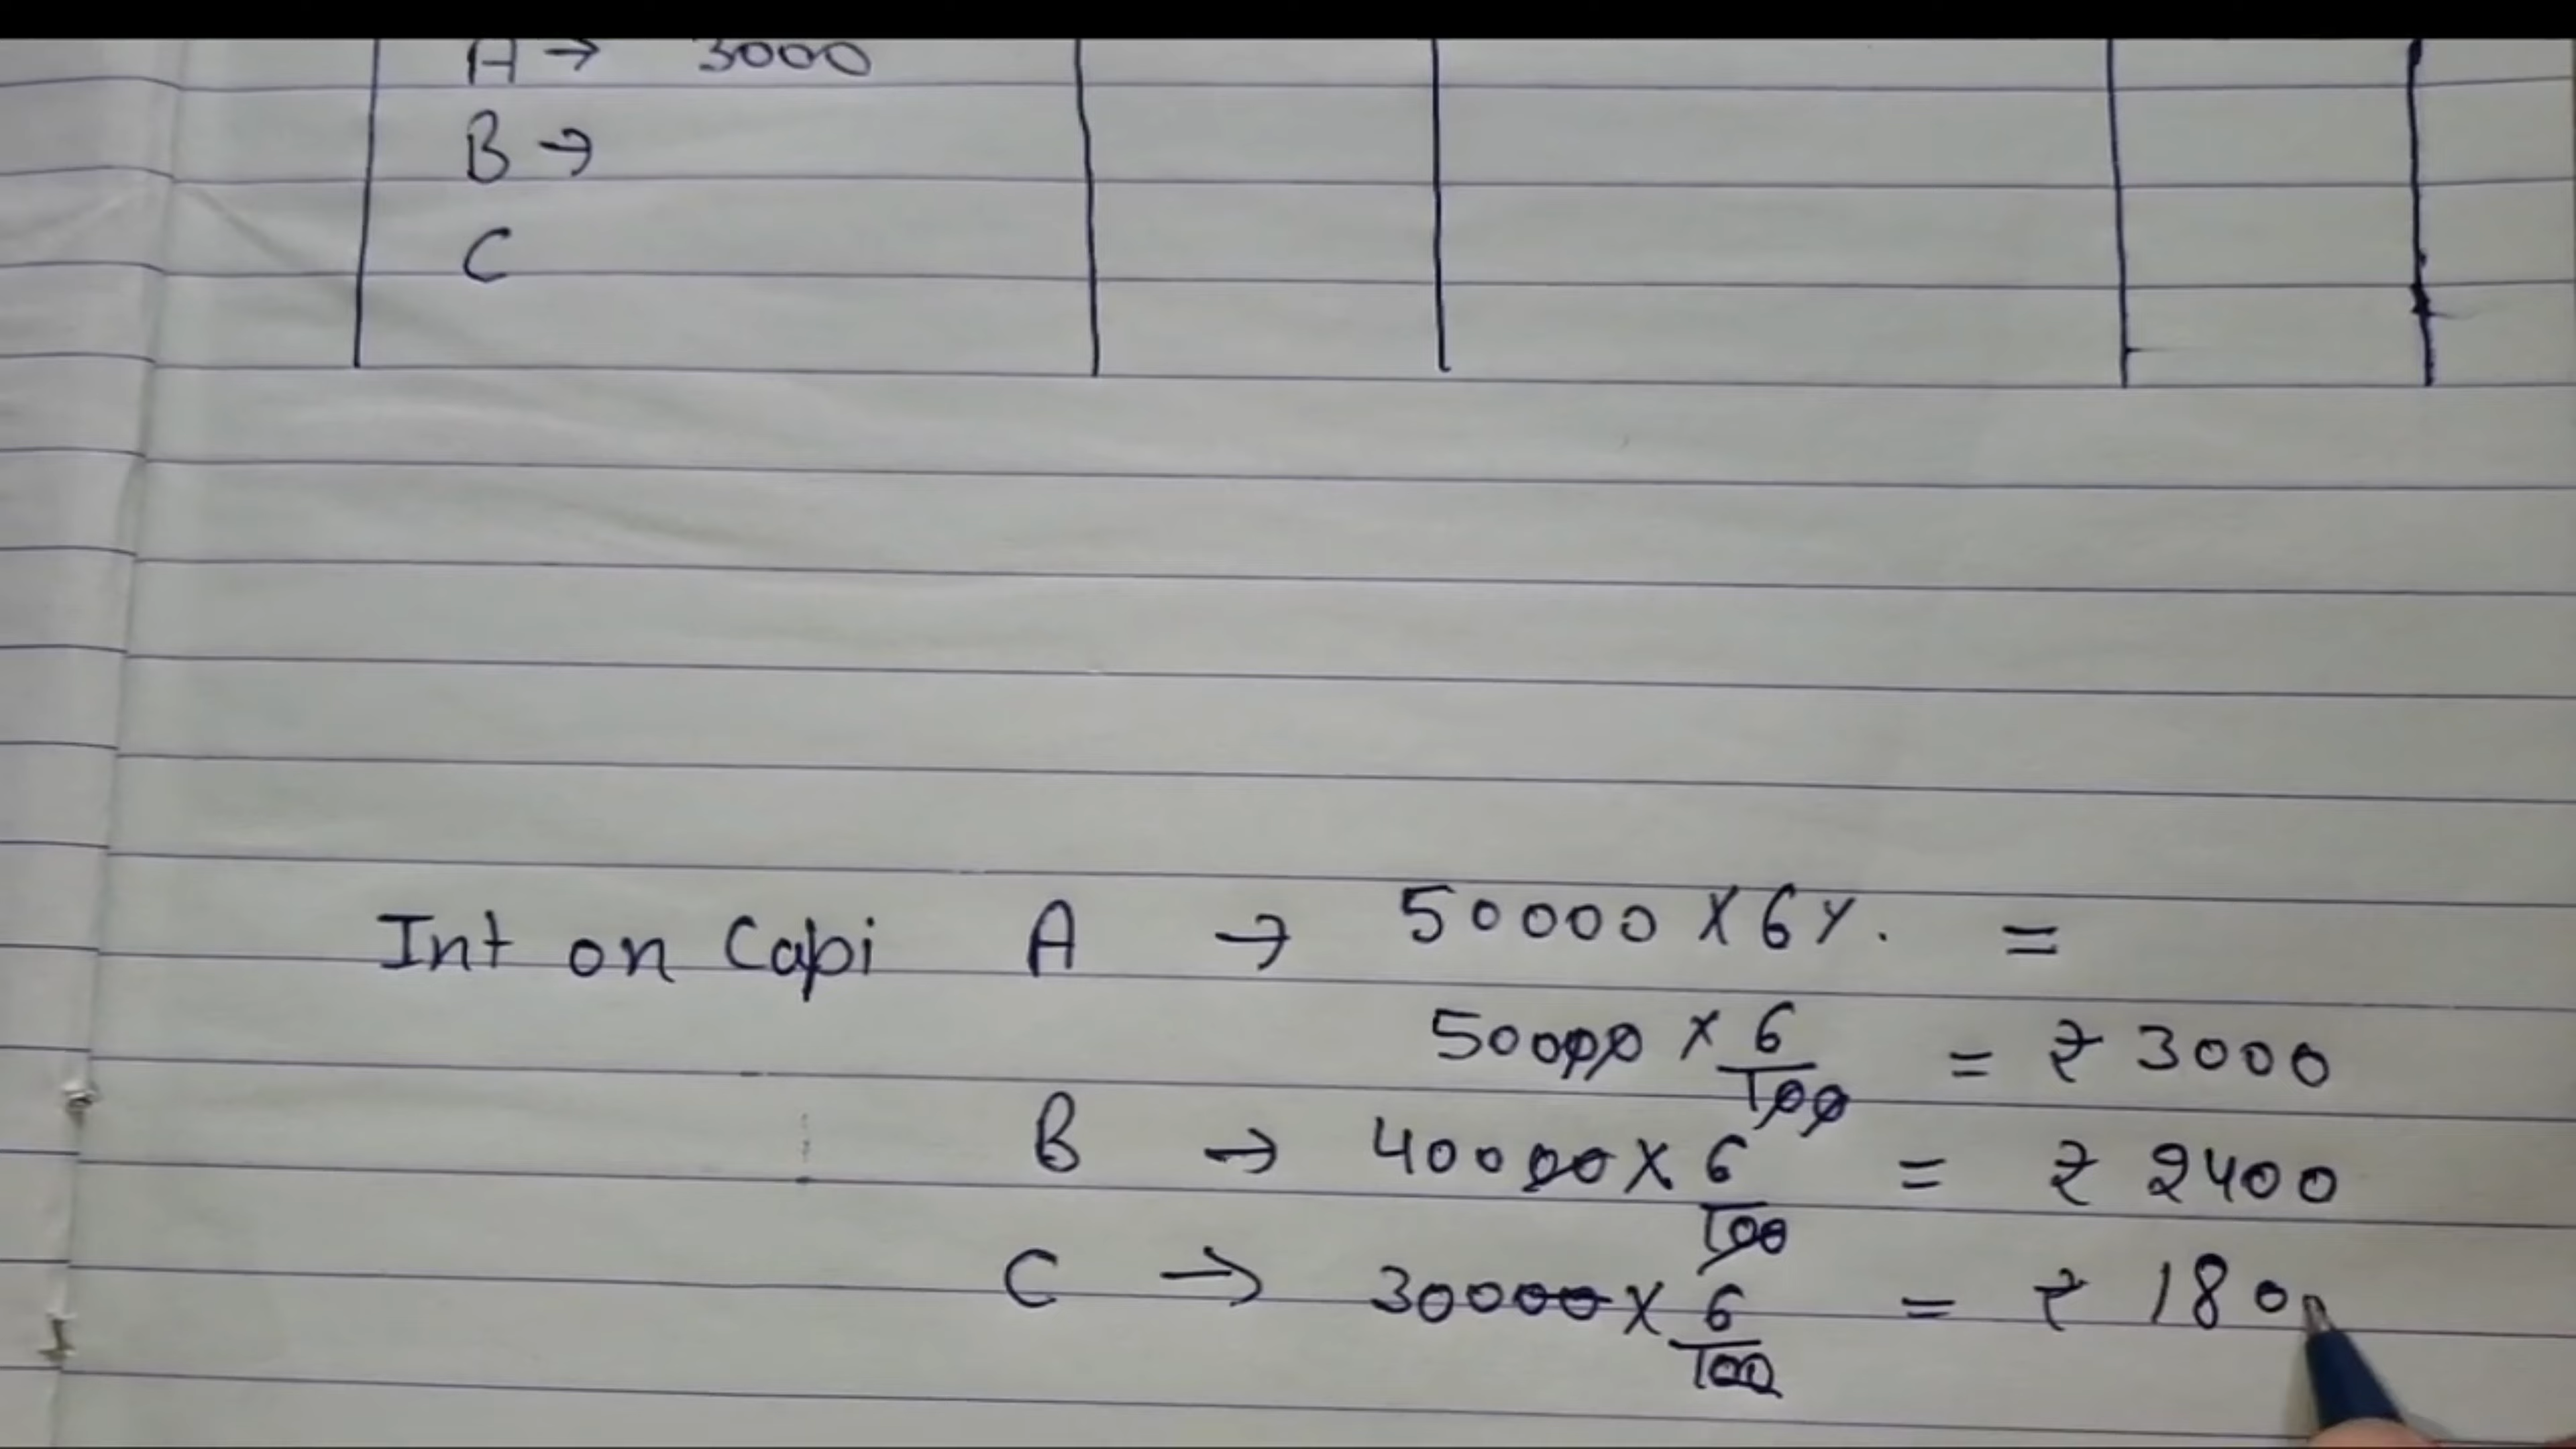 A → 3000
B →
C
Int on Capi A → 50000 X 6 %. =
50000 X 6/100 = ₹ 3000
B → 40000 X 6/100 = ₹ 2400
C → 30000 X 6/100 = ₹ 180